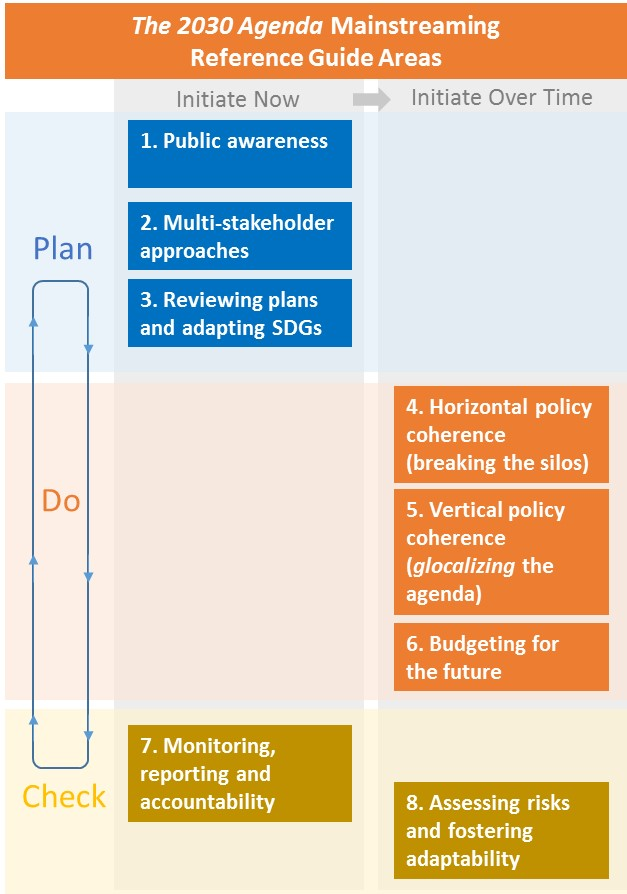 The 2030 Agenda Mainstreaming
Reference Guide Areas
Initiate Now
Initiate Over Time
Plan
1. Public awareness
2. Multi-stakeholder
approaches
3. Reviewing plans
and adapting SDGs
Do
4. Horizontal policy
coherence
(breaking the silos)
5. Vertical policy
coherence
(glocalizing the
agenda)
6. Budgeting for
the future
Check
7. Monitoring,
reporting and
accountability
8. Assessing risks
and fostering
adaptability